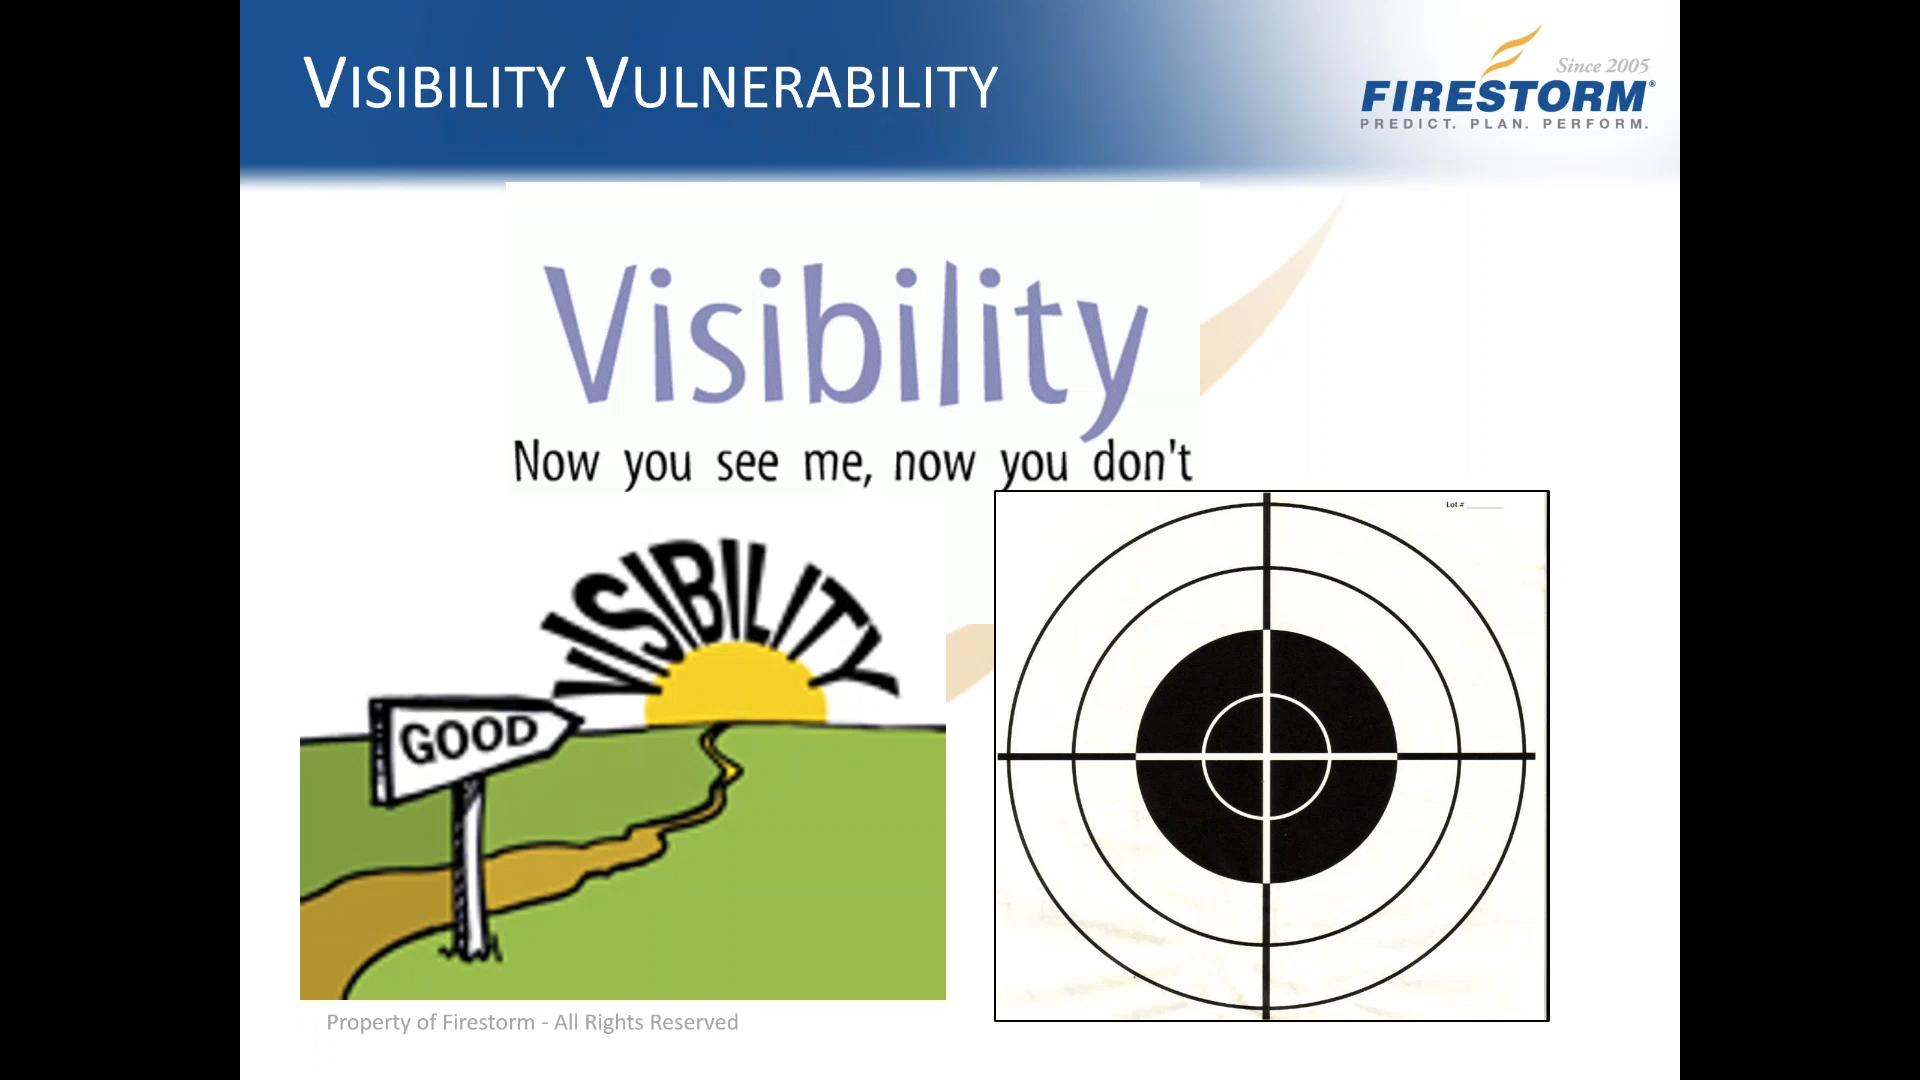 VISIBILITY VULNERABILITY
Since 2005
FIRESTORM®
PREDICT. PLAN. PERFORM.
Visibility
Now you see me, now you don't
Lot #
VISIBILITY
GOOD
Property of Firestorm - All Rights Reserved